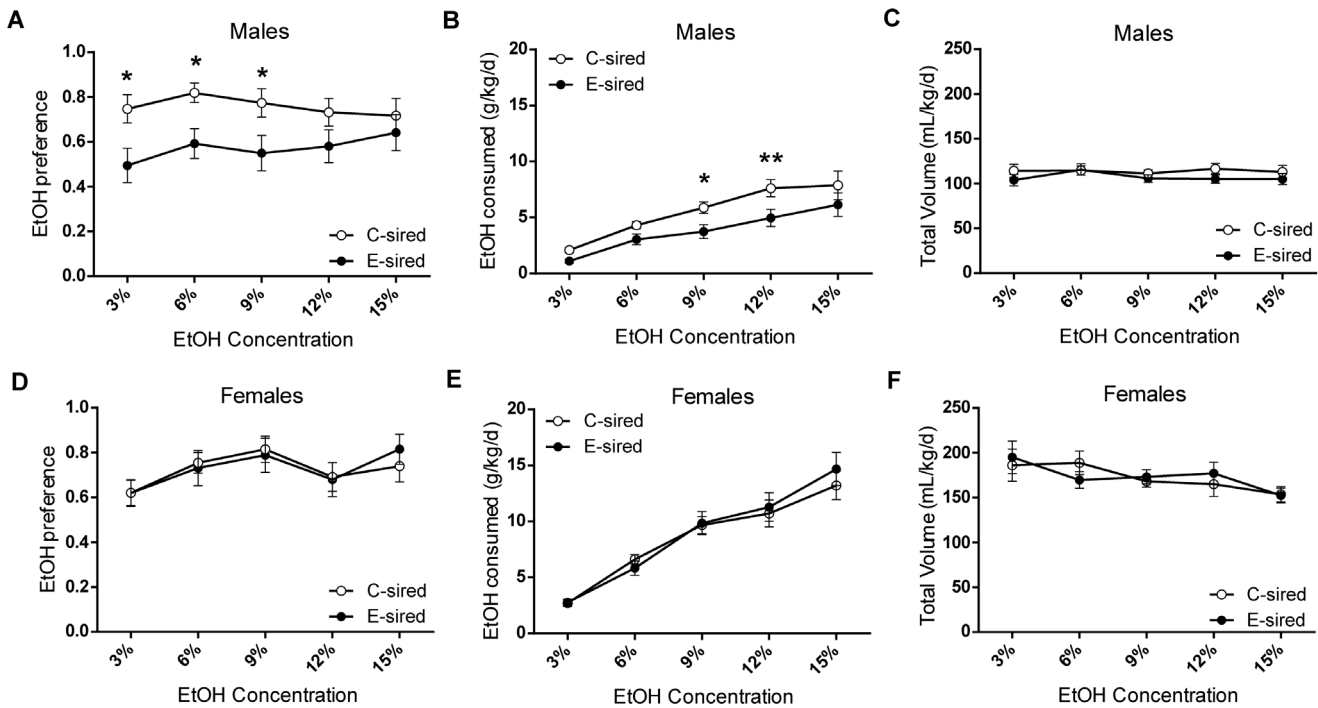 A
Males
EtOH preference
1.0
0.8
0.6
0.4
0.2
0.0
*
*
*
C-sired
E-sired
3%
6%
9%
12%
15%
EtOH Concentration
B
Males
EtOH consumed (g/kg/d)
20
15
10
5
0
C-sired
E-sired
*
**
3%
6%
9%
12%
15%
EtOH Concentration
C
Males
Total Volume (mL/kg/d)
250
200
150
100
50
0
C-sired
E-sired
3%
6%
9%
12%
15%
EtOH Concentration
D
Females
EtOH preference
1.0
0.8
0.6
0.4
0.2
0.0
C-sired
E-sired
3%
6%
9%
12%
15%
EtOH Concentration
E
Females
EtOH consumed (g/kg/d)
20
15
10
5
0
C-sired
E-sired
3%
6%
9%
12%
15%
EtOH Concentration
F
Females
Total Volume (mL/kg/d)
250
200
150
100
50
0
C-sired
E-sired
3%
6%
9%
12%
15%
EtOH Concentration